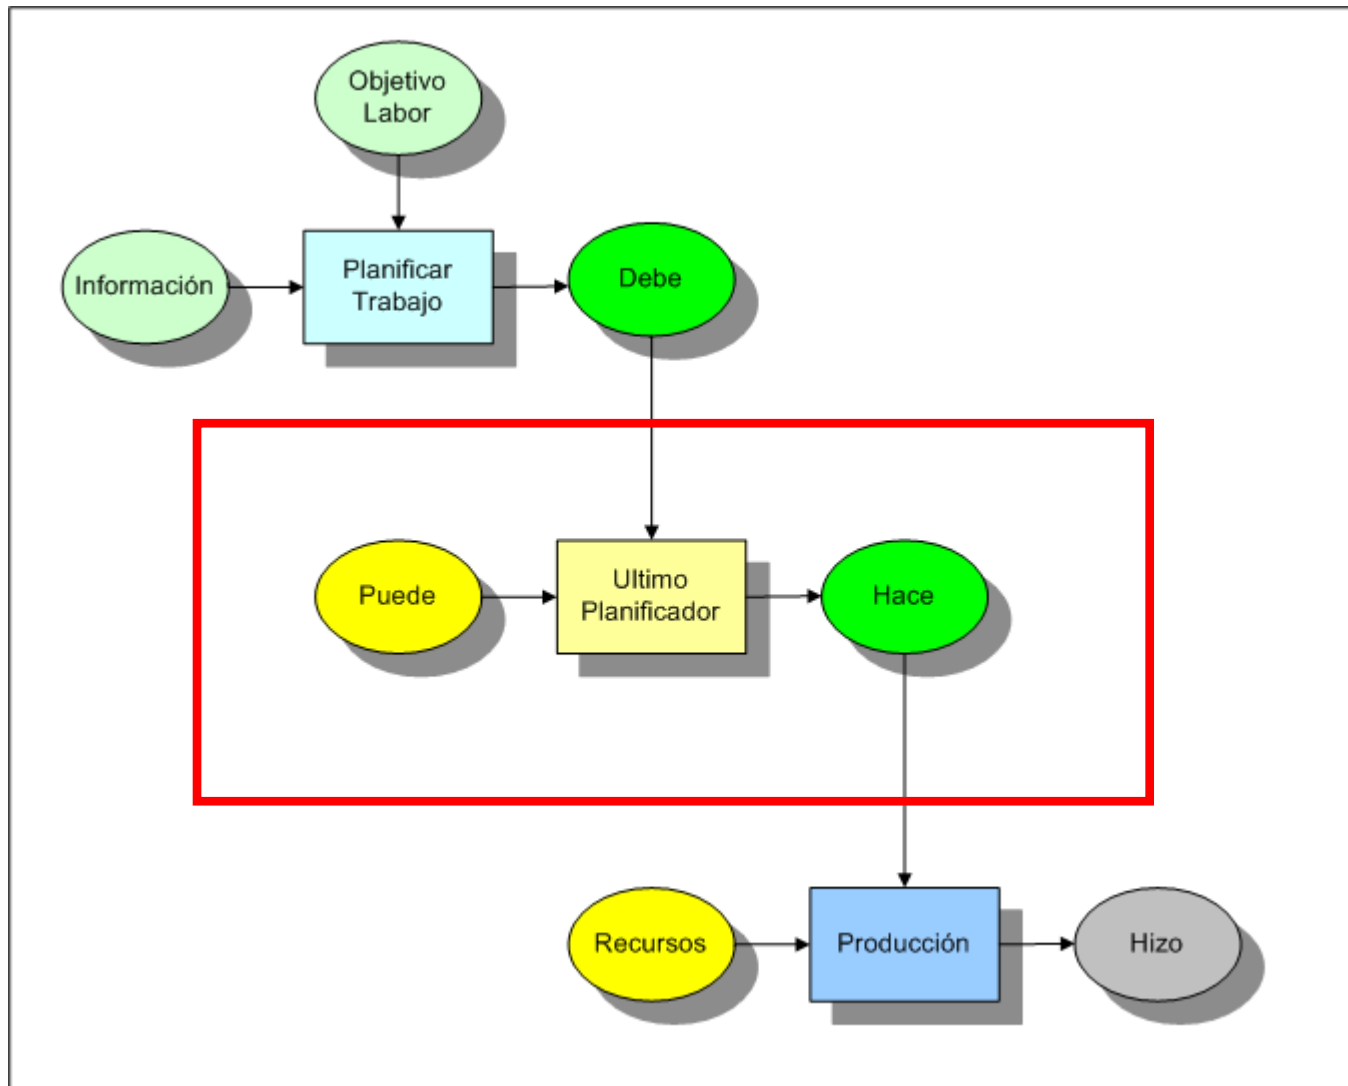 Objetivo
Labor
Información
Planificar
Trabajo
Debe
Puede
Ultimo
Planificador
Hace
Recursos
Producción
Hizo